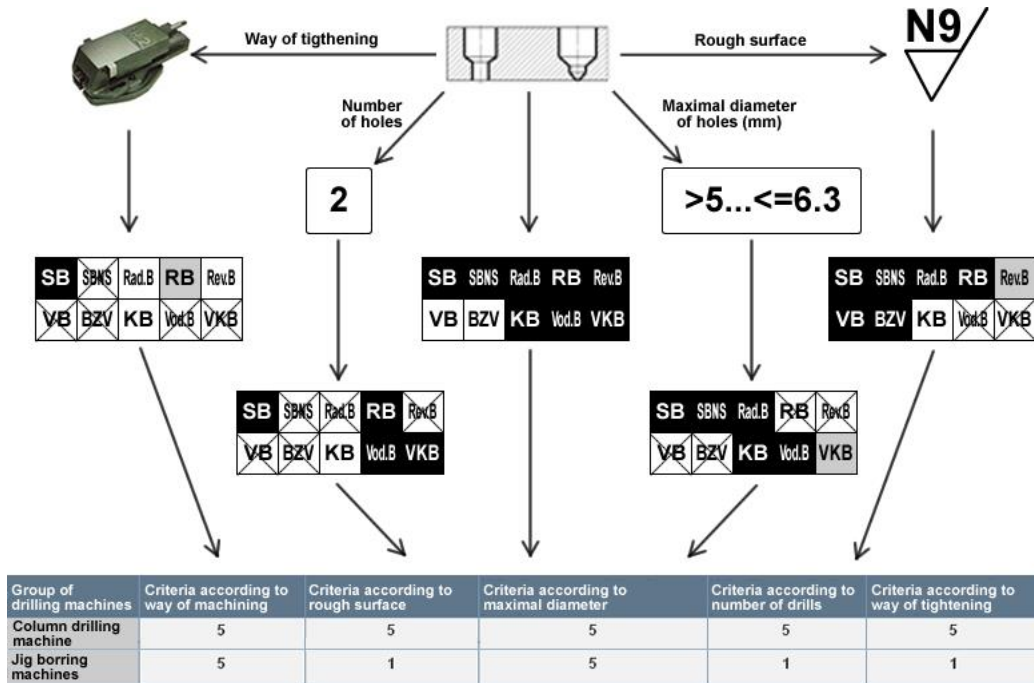 Way of tigthening
Rough surface
N9
Number
of holes
Maximal diameter
of holes (mm)
2
>5...<=6.3
SB SBNS Rad.B RB Rev.B
VB BZV KB Vod.B VKB
SB SBNS Rad.B RB Rev.B
VB BZV KB Vod.B VKB
SB SBNS Rad.B RB Rev.B
VB BZV KB Vod.B VKB
SB SBNS Rad.B RB Rev.B
VB BZV KB Vod.B VKB
SB SBNS Rad.B RB Rev.B
VB BZV KB Vod.B VKB
Group of
drilling machines
Criteria according to
way of machining
Criteria according to
rough surface
Criteria according to
maximal diameter
Criteria according to
number of drills
Criteria according to
way of tightening
Column drilling
machine
5 5 5 5 5
Jig borring
machines
5 1 5 1 1